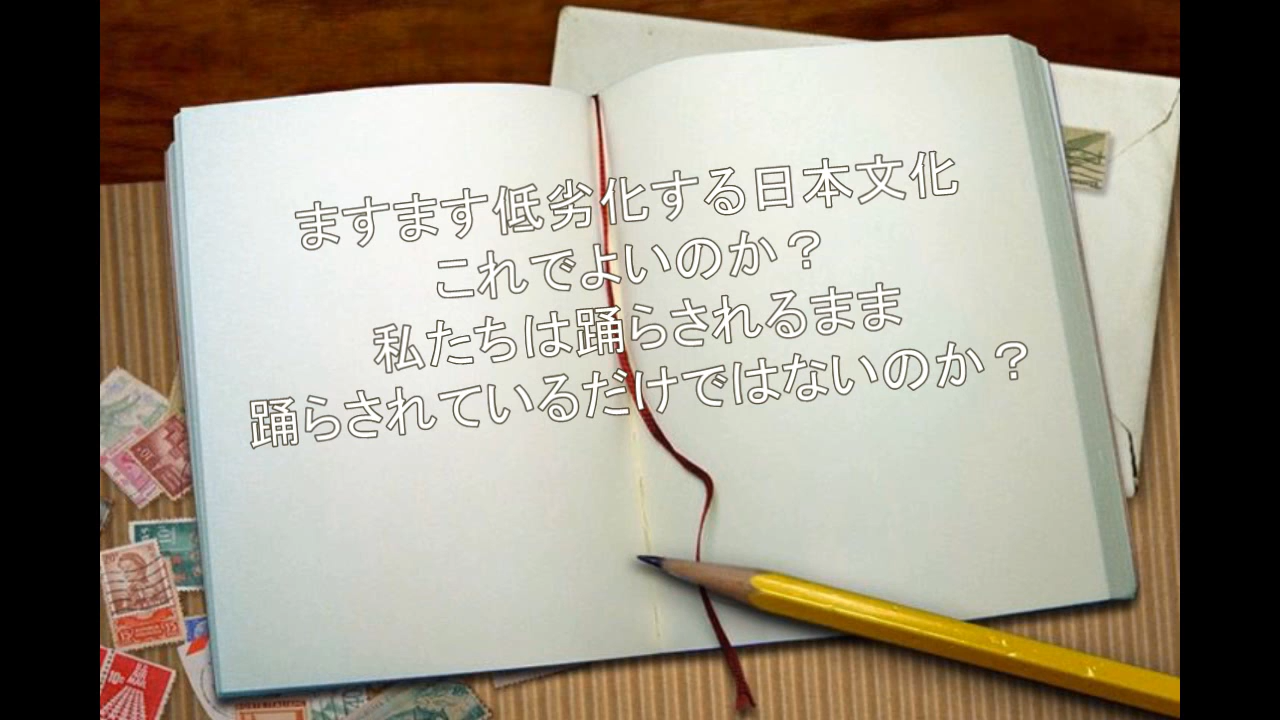 ますます低劣化する日本文化
これでよいのか？
私たちは踊らされるまま
踊らされているだけではないのか？